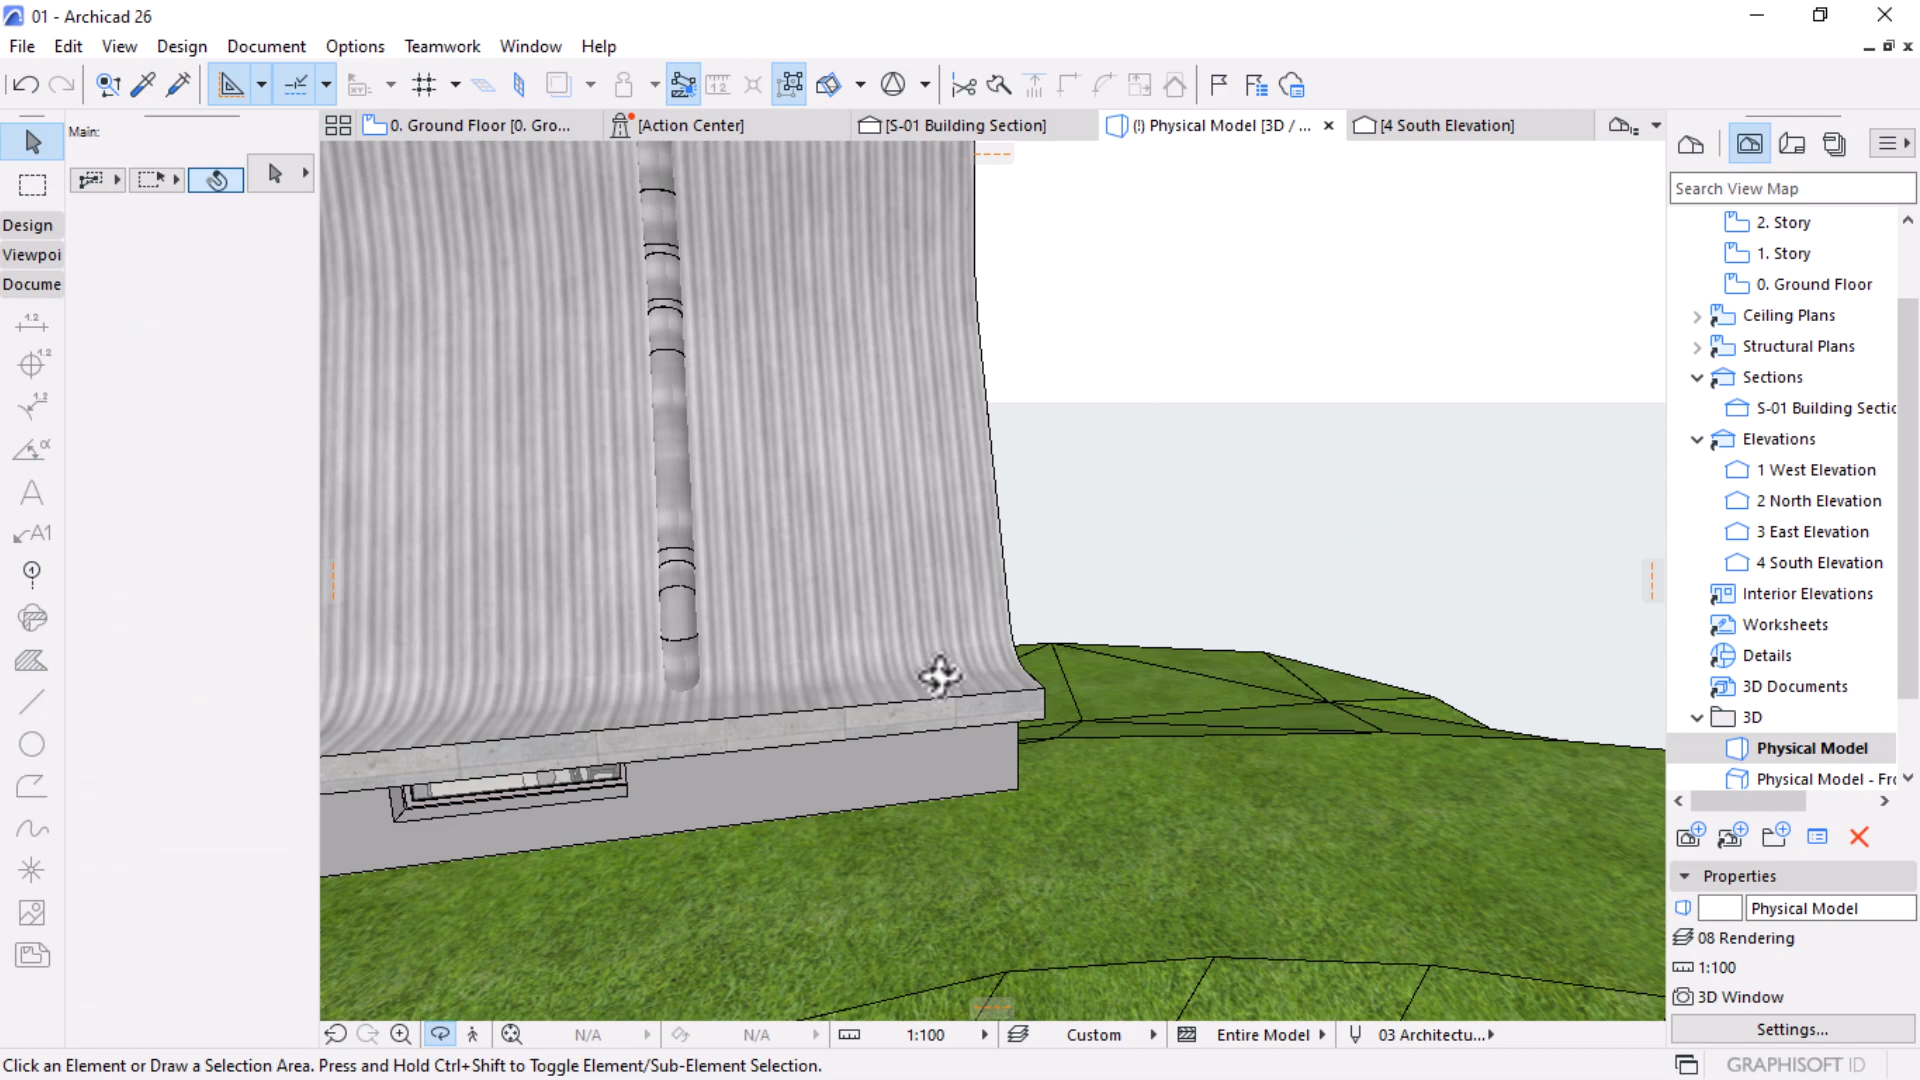 01 - Archicad 26
File Edit View Design Document Options Teamwork Window Help
0. Ground Floor [0. Gro...
[Action Center]
[S-01 Building Section]
(!) Physical Model [3D / ...
[4 South Elevation]
Main:
Design
Viewpoi
Docume
Search View Map
2. Story
1. Story
0. Ground Floor
Ceiling Plans
Structural Plans
Sections
S-01 Building Sectic
Elevations
1 West Elevation
2 North Elevation
3 East Elevation
4 South Elevation
Interior Elevations
Worksheets
Details
3D Documents
3D
Physical Model
Physical Model - Frc
Properties
Physical Model
08 Rendering
1:100
3D Window
Settings...
N/A N/A 1:100 Custom Entire Model 03 Architectu...
Click an Element or Draw a Selection Area. Press and Hold Ctrl+Shift to Toggle Element/Sub-Element Selection.
GRAPHISOFT ID